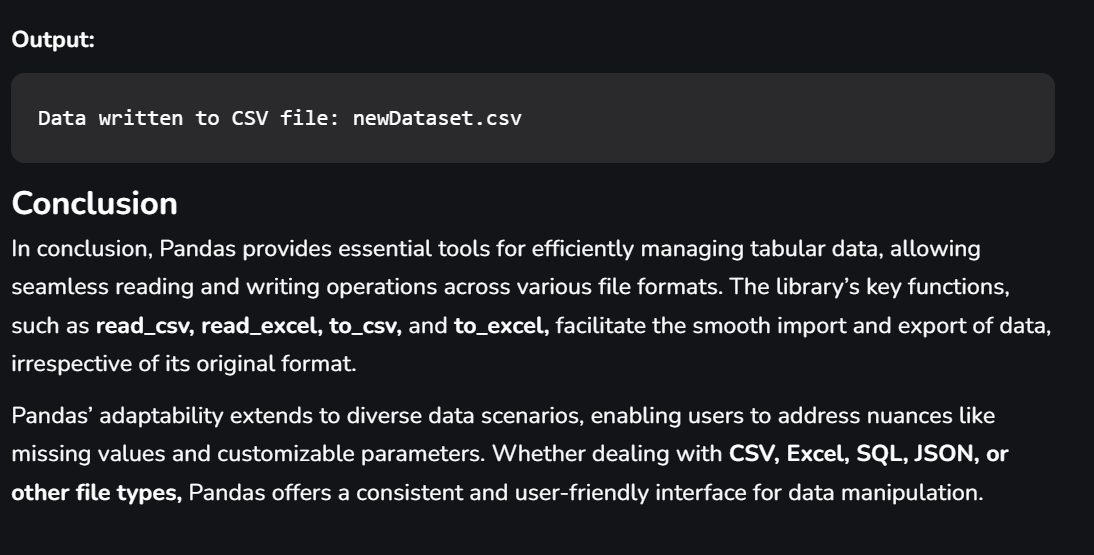 Output:
Data written to CSV file: newDataset.csv
Conclusion
In conclusion, Pandas provides essential tools for efficiently managing tabular data, allowing
seamless reading and writing operations across various file formats. The library’s key functions,
such as read_csv, read_excel, to_csv, and to_excel, facilitate the smooth import and export of data,
irrespective of its original format.
Pandas’ adaptability extends to diverse data scenarios, enabling users to address nuances like
missing values and customizable parameters. Whether dealing with CSV, Excel, SQL, JSON, or
other file types, Pandas offers a consistent and user-friendly interface for data manipulation.